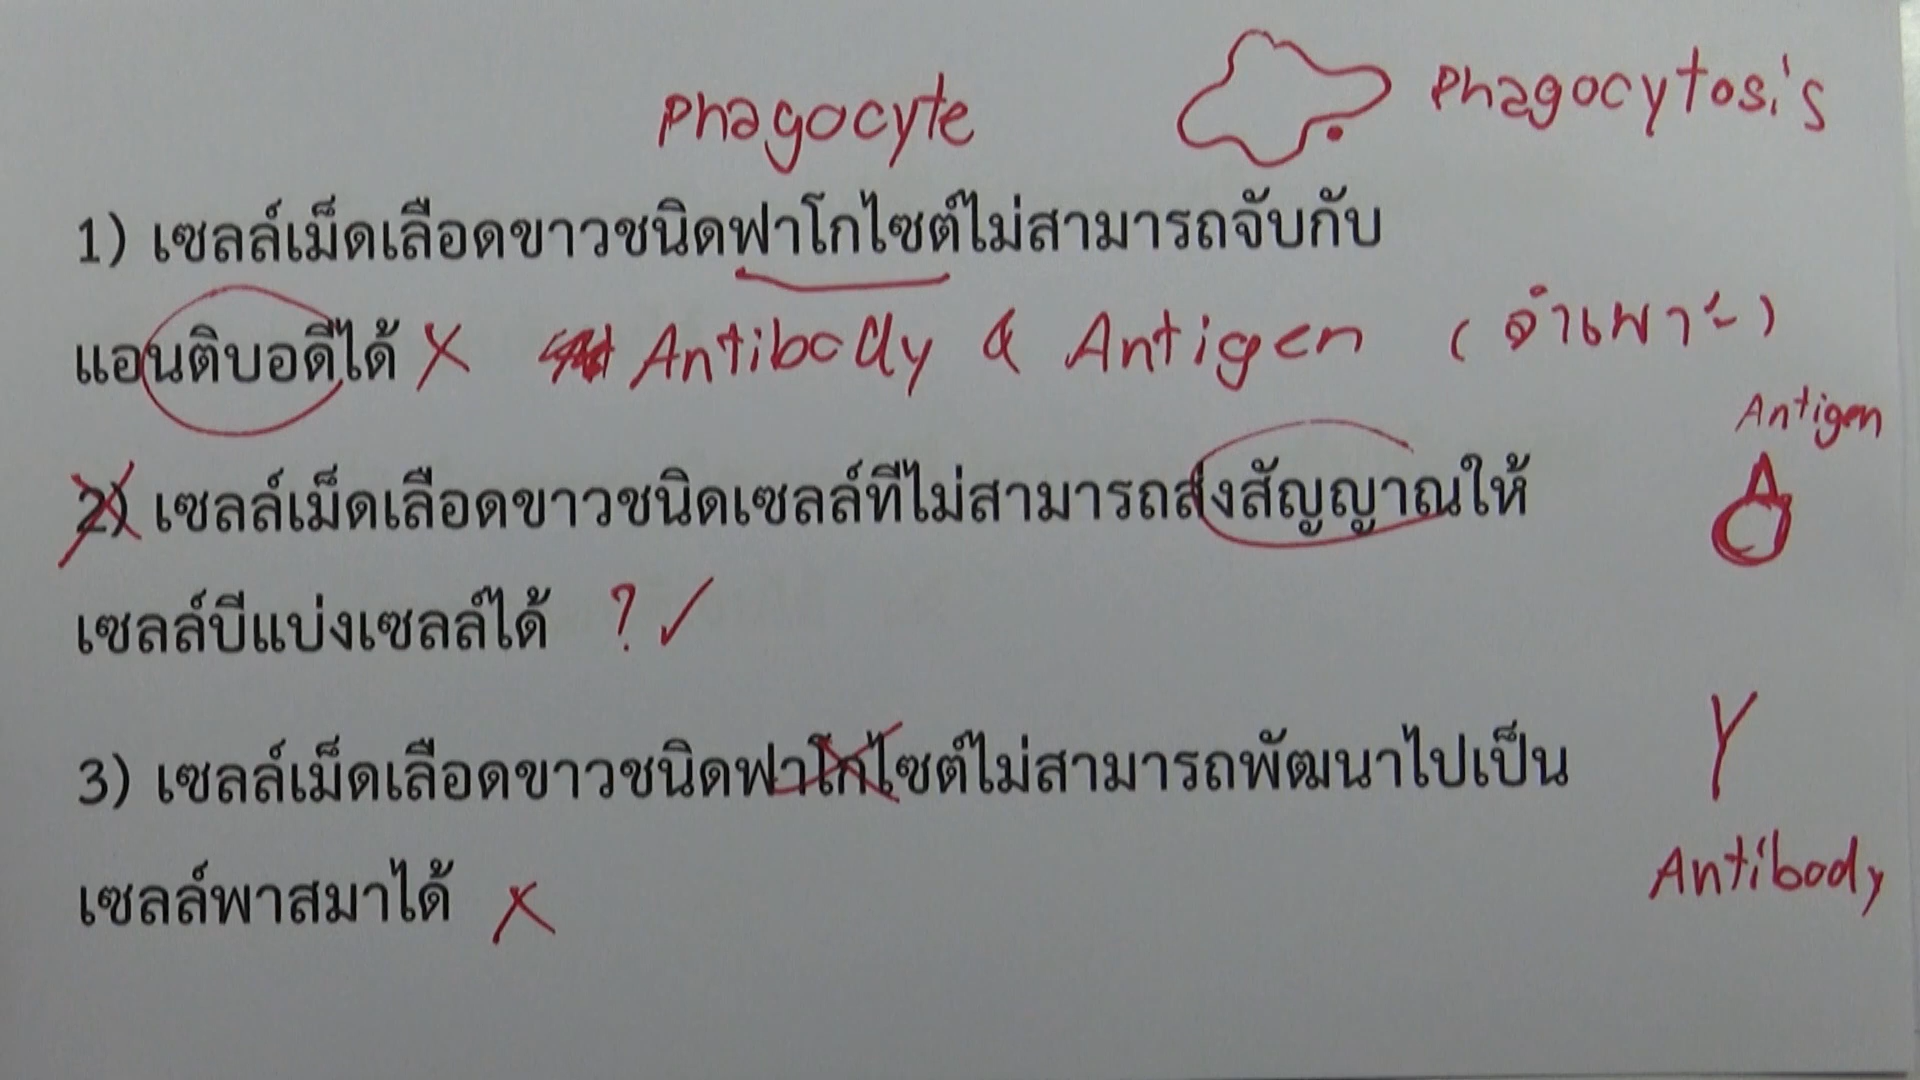 Phagocyte
Phagocytosis
1) เซลล์เม็ดเลือดขาวชนิดฟาโกไซต์ไม่สามารถจับกับ
แอนติบอดีได้ X Antibody & Antigen (จำเพาะ)
Antigen
2) เซลล์เม็ดเลือดขาวชนิดเซลล์ทีไม่สามารถส่งสัญญาณให้
เซลล์บีแบ่งเซลล์ได้ ? ✓
3) เซลล์เม็ดเลือดขาวชนิดฟาโกไซต์ไม่สามารถพัฒนาไปเป็น
Antibody
เซลล์พาสมาได้ X